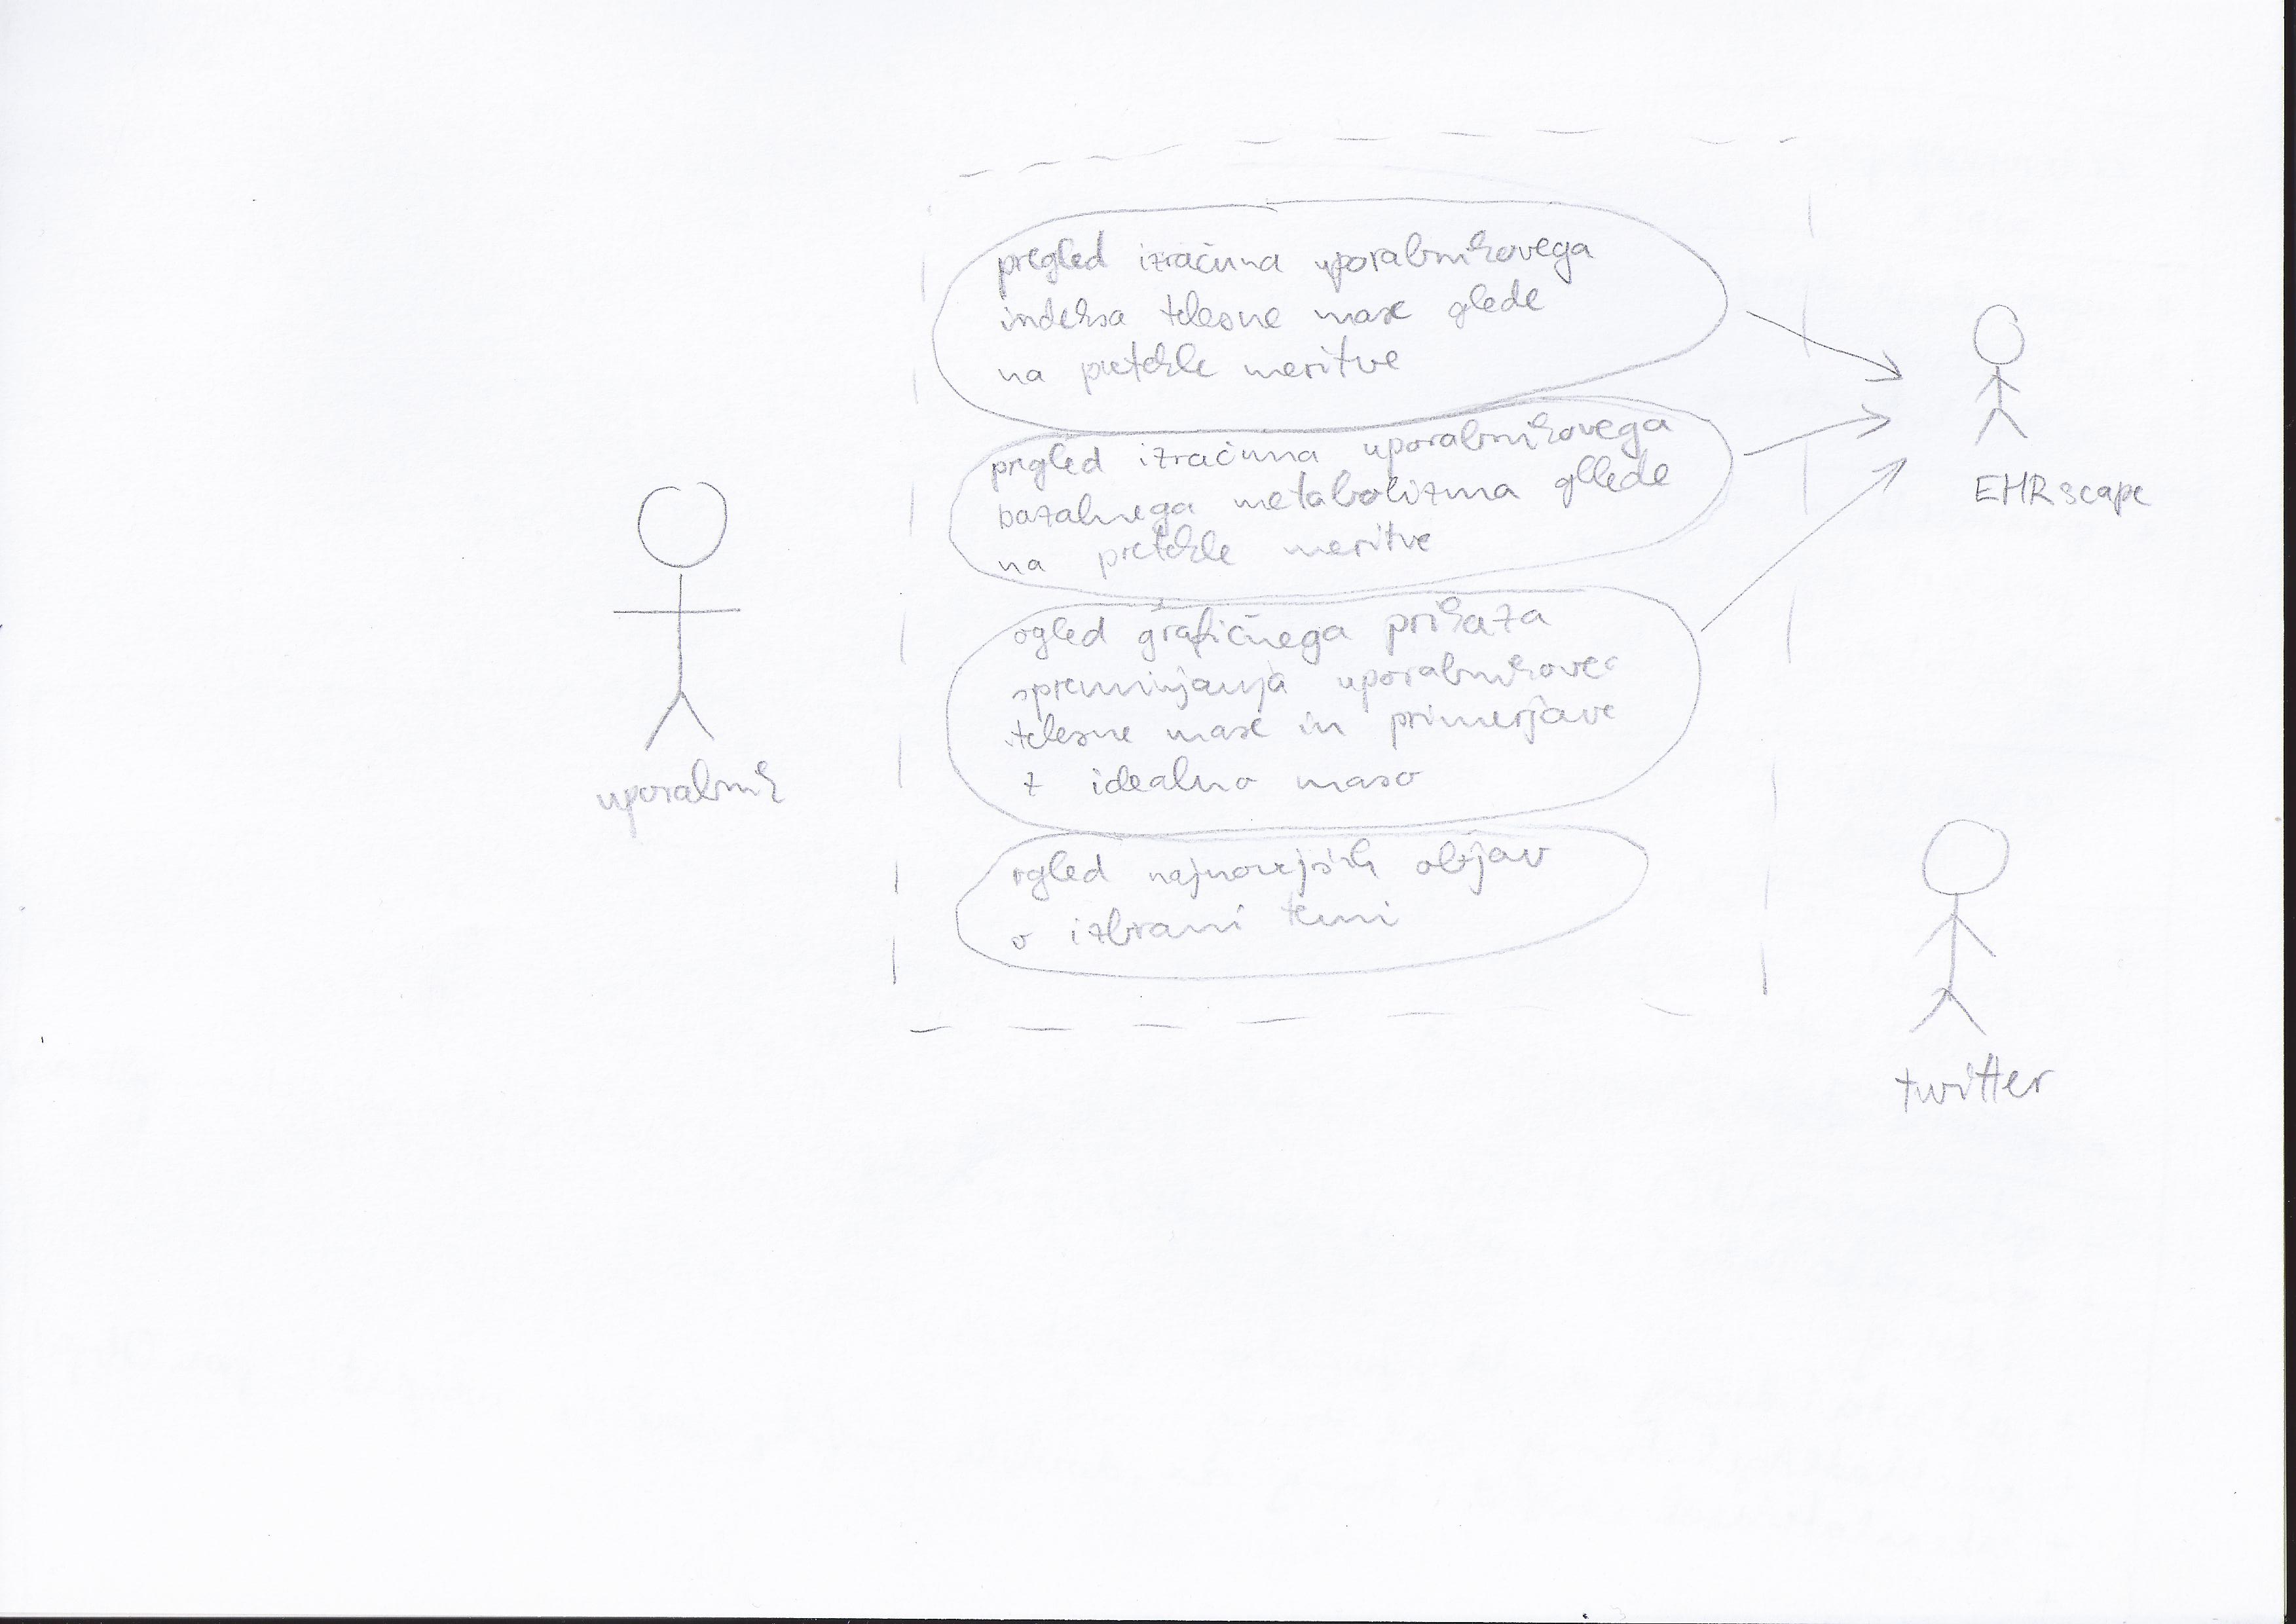 pregled izračuna uporabnikovega
indeksa telesne mase glede
na pretekle meritve
pregled izračuna uporabnikovega
bazalnega metabolizma gllede
na pretekle meritve
ogled grafičnega prikaza
spreminjanja uporabnikove
telesne mase in primerjave
z idealno maso
ogled najnovejših objav
o izbrani temi
uporabnik
EHRscape
twitter